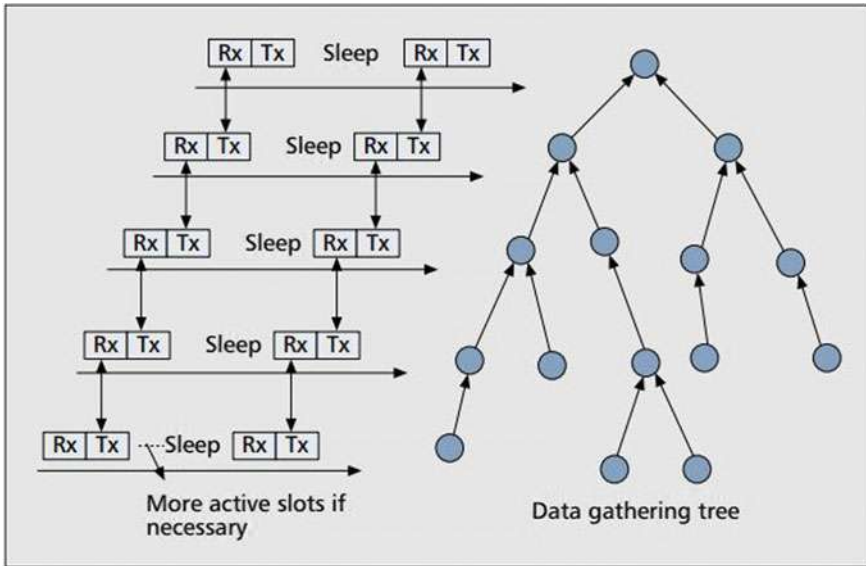 Rx Tx Sleep Rx Tx
Rx Tx Sleep Rx Tx
Rx Tx Sleep Rx Tx
Rx Tx Sleep Rx Tx
Rx Tx Sleep Rx Tx
More active slots if
necessary
Data gathering tree